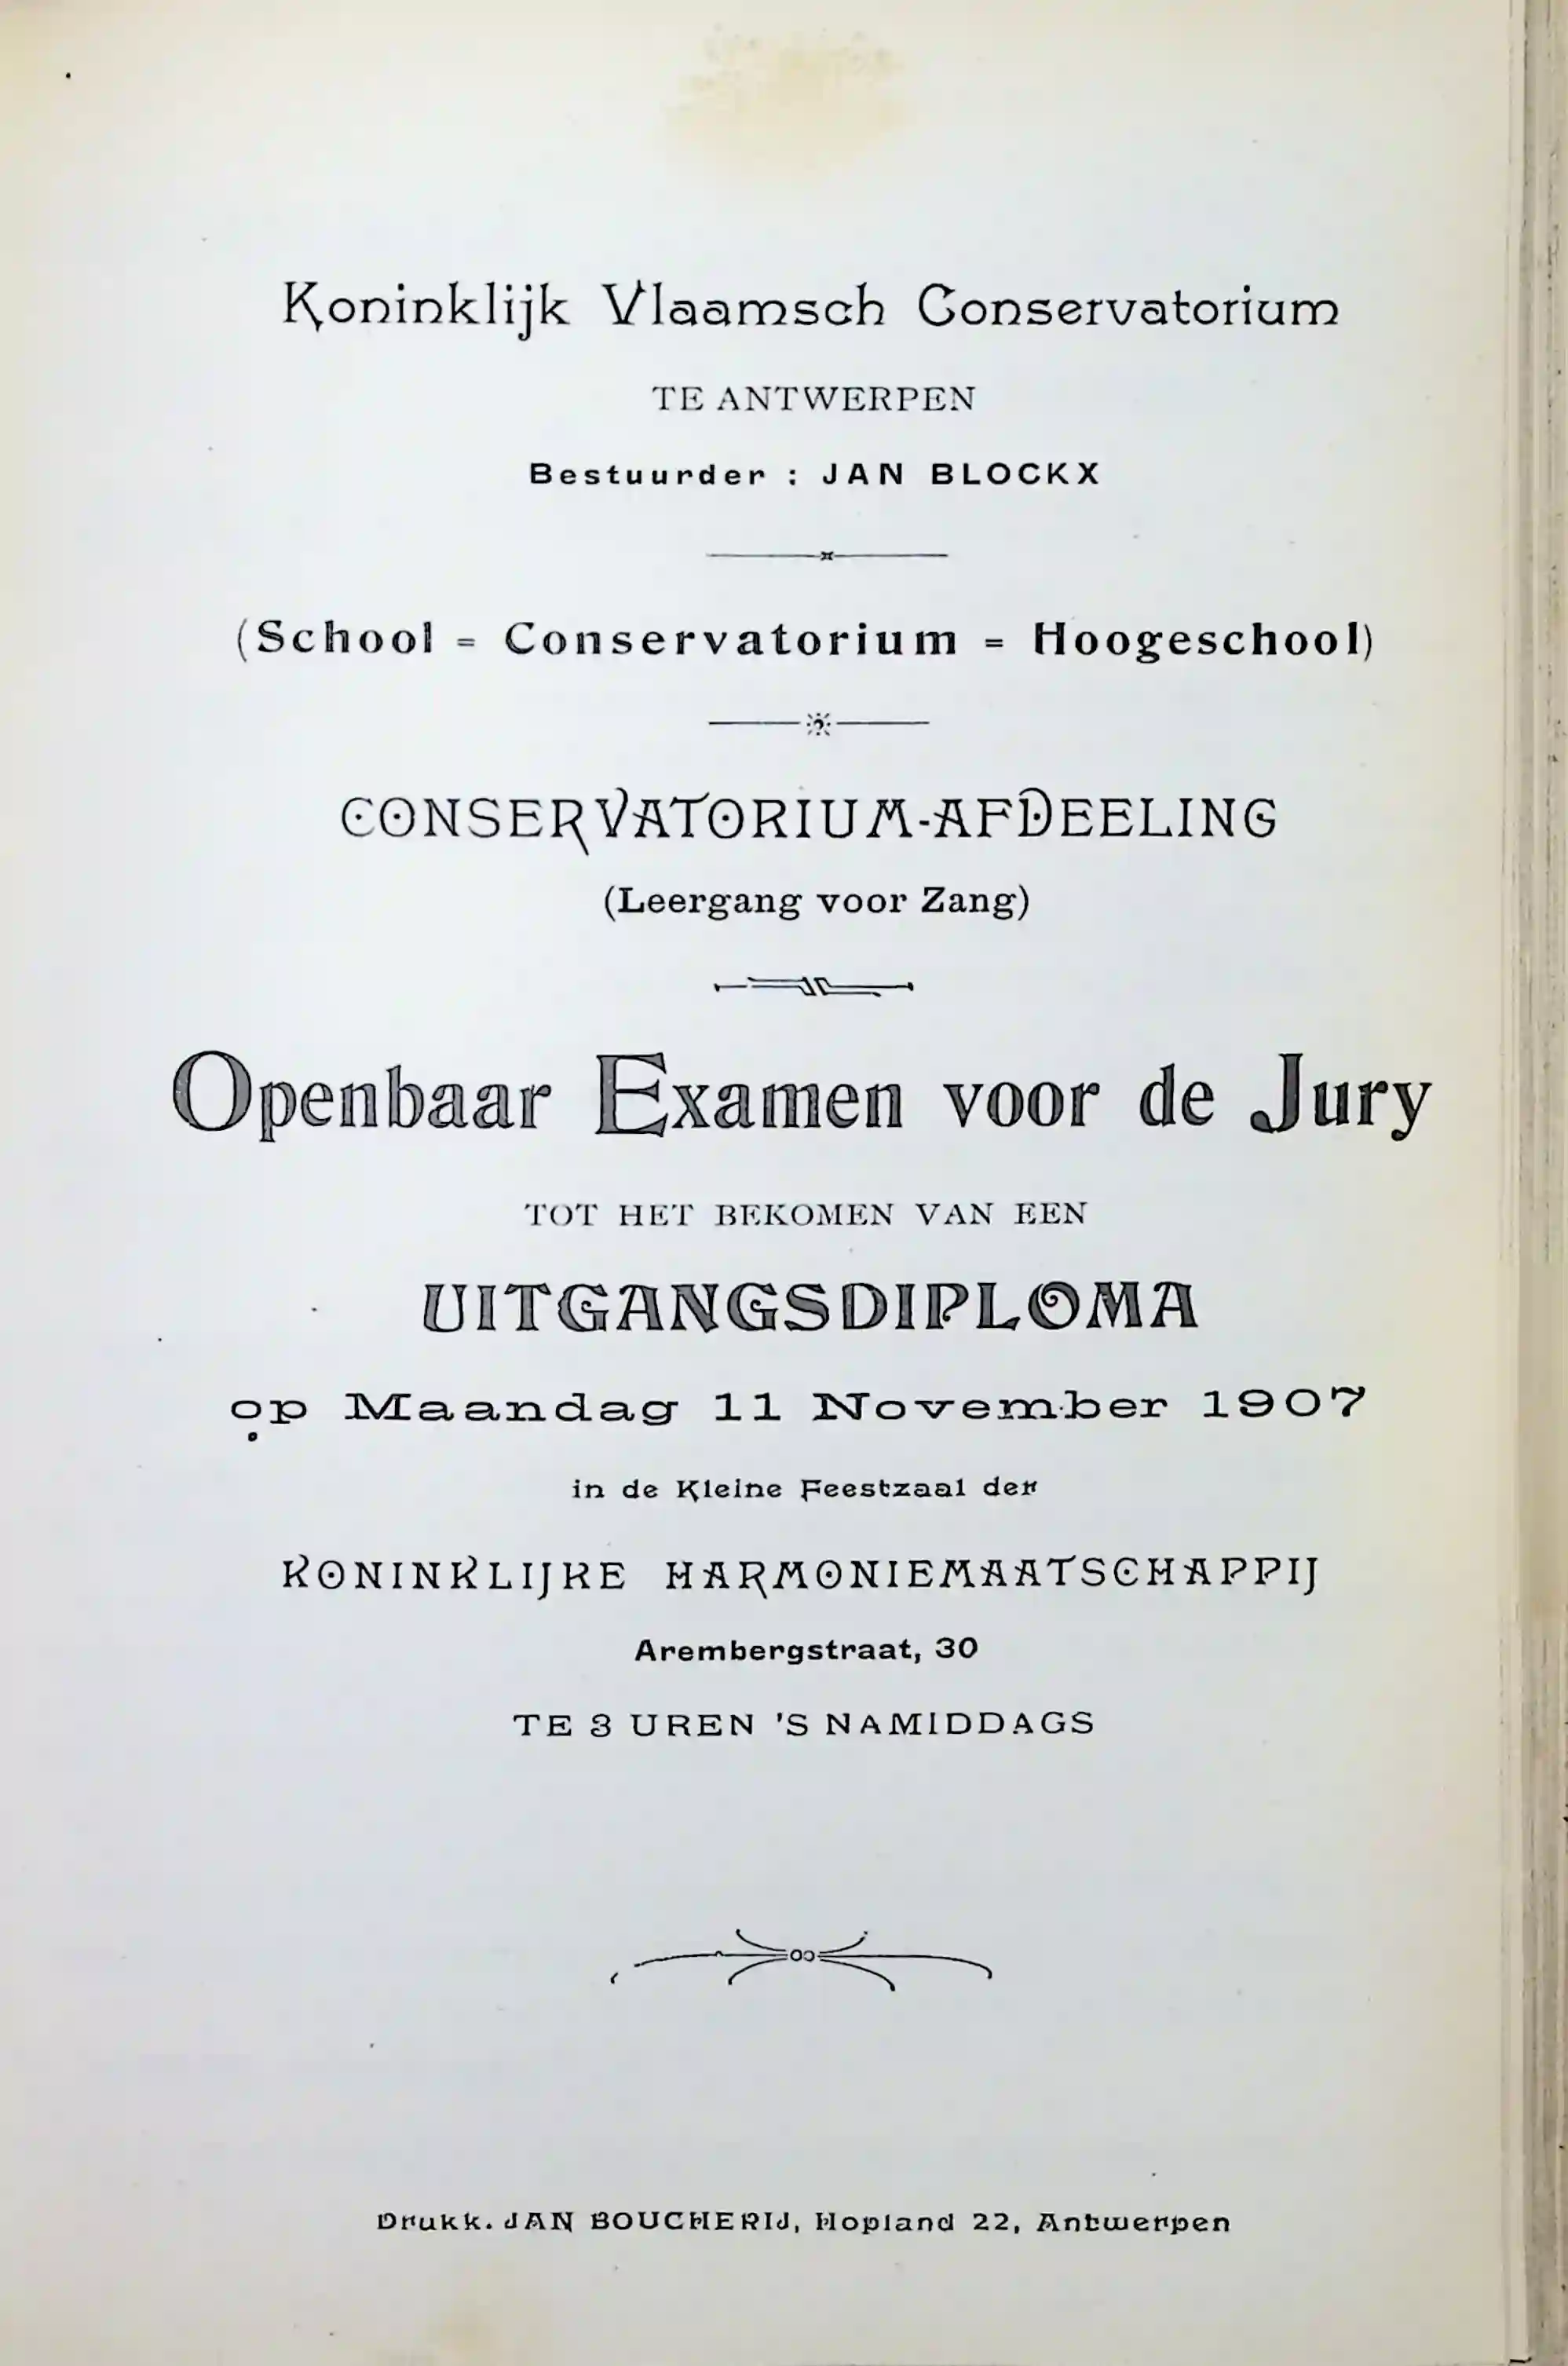 Koninklijk Vlaamsch Conservatorium
TE ANTWERPEN
Bestuurder : JAN BLOCKX
(School = Conservatorium = Hoogeschool)
CONSERVATORIUM-AFDEELING
(Leergang voor Zang)
Openbaar Examen voor de Jury
TOT HET BEKOMEN VAN EEN
UITGANGSDIPLOMA
op Maandag 11 November 1907
in de Kleine Feestzaal der
KONINKLIJKE HARMONIEMAATSCHAPPIJ
Arembergstraat, 30
TE 3 UREN 'S NAMIDDAGS
Drukk. JAN BOUCHERIJ, Hopland 22, Antwerpen